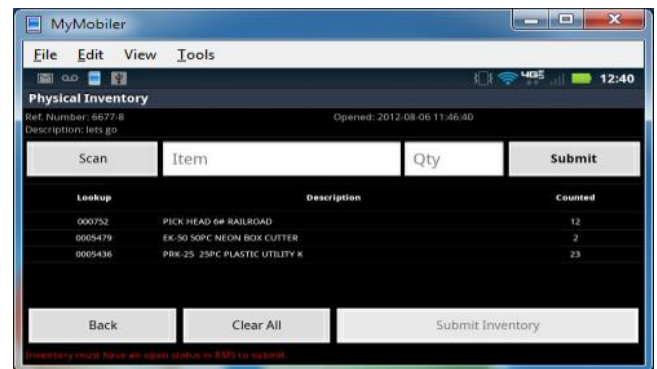 MyMobiler
File Edit View Tools
4G 12:40
Physical Inventory
Ref. Number: 6677-8 Opened: 2012-08-06 11:46:40
Description: lets go
Scan Item Qty Submit
Lookup Description Counted
000752 PICK HEAD 6# RAILROAD 12
0005479 EK-50 50PC NEON BOX CUTTER 2
0005436 PRK-25 25PC PLASTIC UTILITY K 23
Back Clear All Submit Inventory
Inventory must have an open status in RMS to submit.